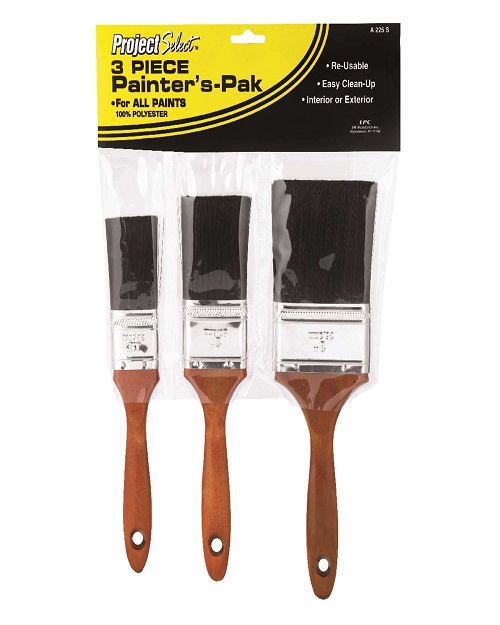 A 225 S
Project Select™
3 PIECE
Painter's-Pak
•For ALL PAINTS
100% POLYESTER
• Re-Usable
• Easy Clean-Up
• Interior or Exterior
LPC